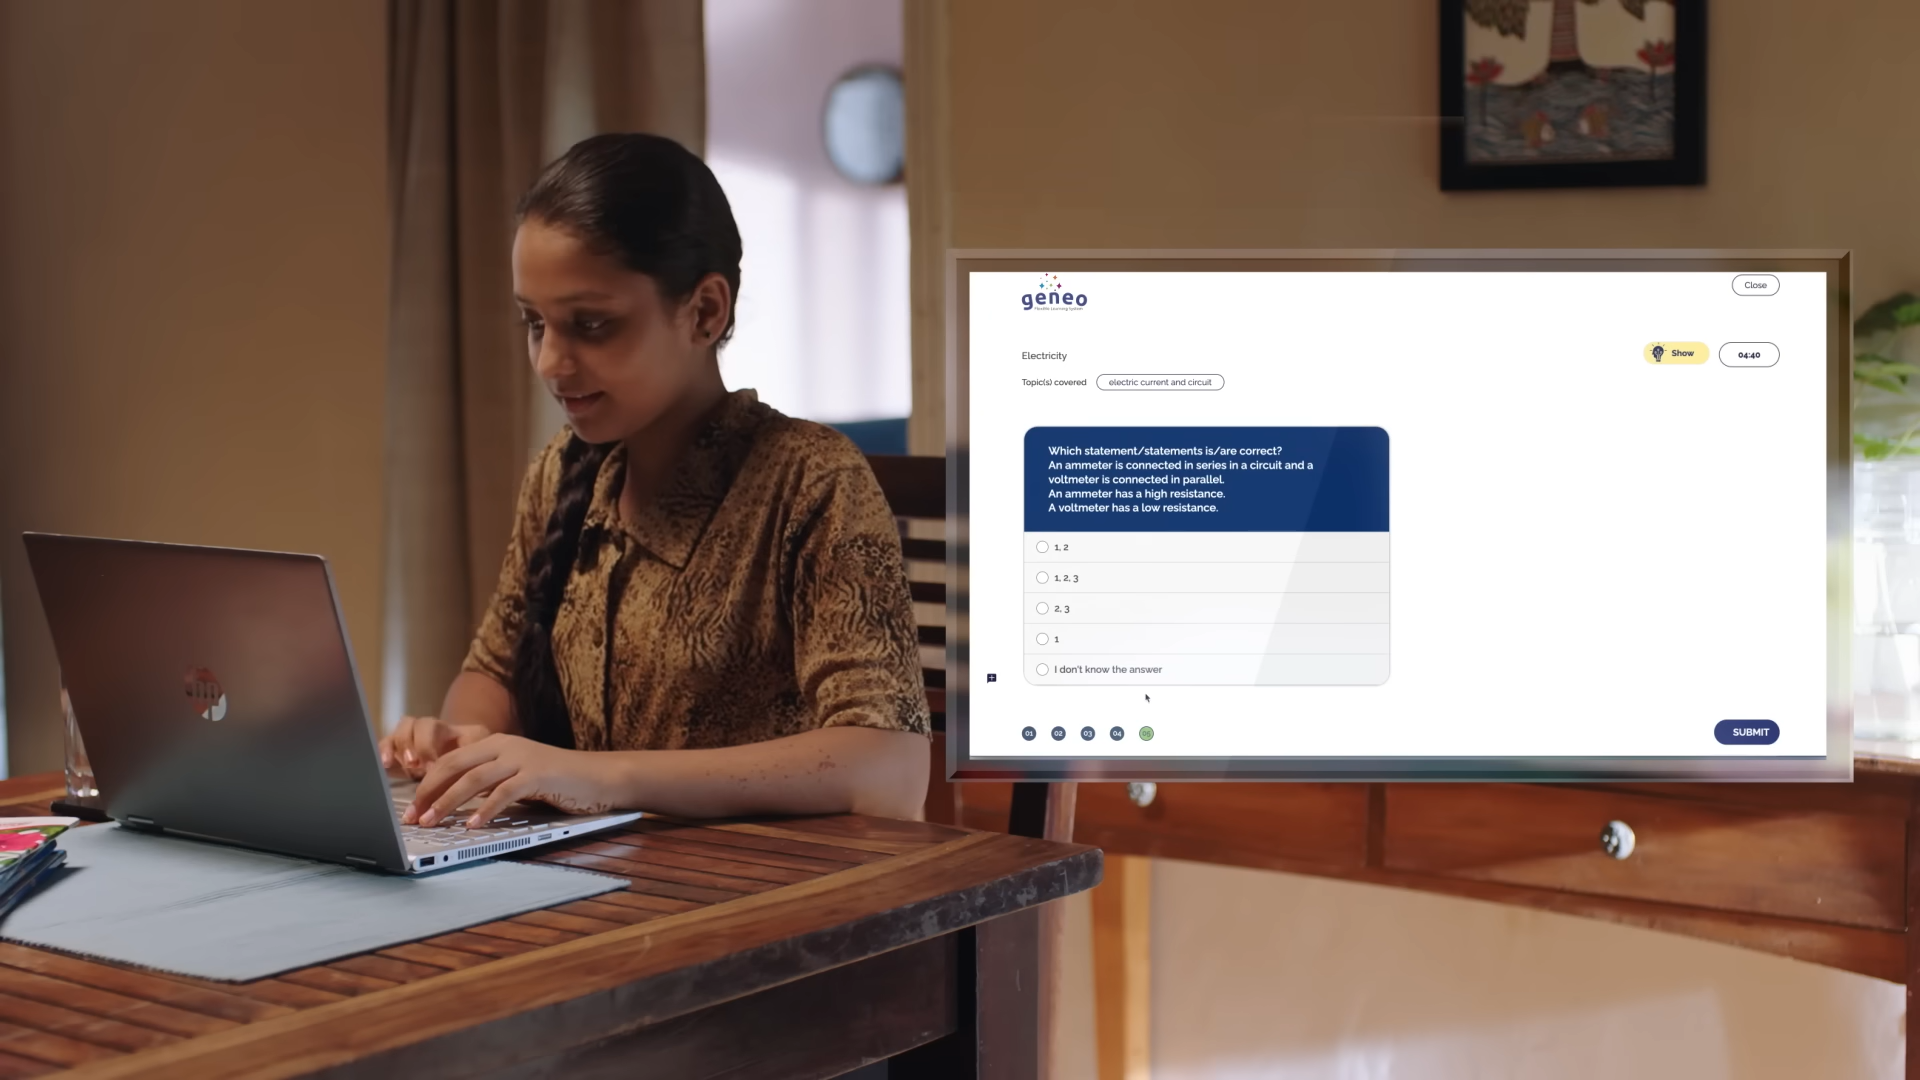 geneo
Close
Electricity
Show
04:40
Topic(s) covered
electric current and circuit
Which statement/statements is/are correct?
An ammeter is connected in series in a circuit and a
voltmeter is connected in parallel.
An ammeter has a high resistance.
A voltmeter has a low resistance.
1, 2
1, 2, 3
2, 3
1
I don't know the answer
01
02
03
04
05
SUBMIT